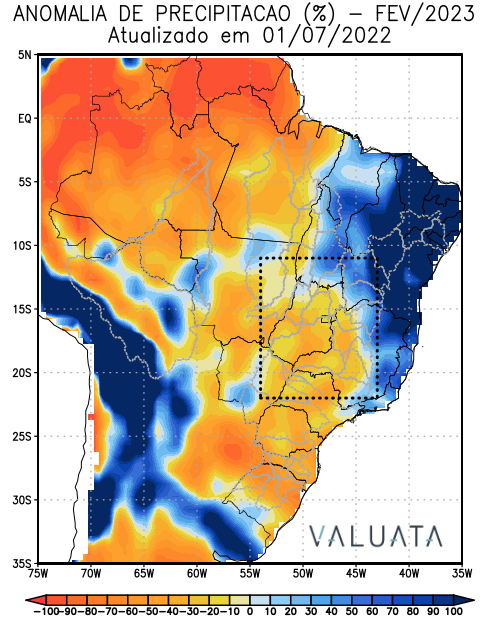 ANOMALIA DE PRECIPITACAO (%) – FEV/2023
Atualizado em 01/07/2022
5N
EQ
5S
10S
15S
20S
25S
30S
35S
VALUATA
75W 70W 65W 60W 55W 50W 45W 40W 35W
-100 -90 -80 -70 -60 -50 -40 -30 -20 -10 0 10 20 30 40 50 60 70 80 90 100